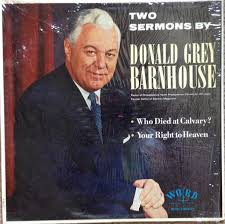 TWO
SERMONS BY
DONALD GREY
BARNHOUSE
• Who Died at Calvary?
• Your Right to Heaven
WORD